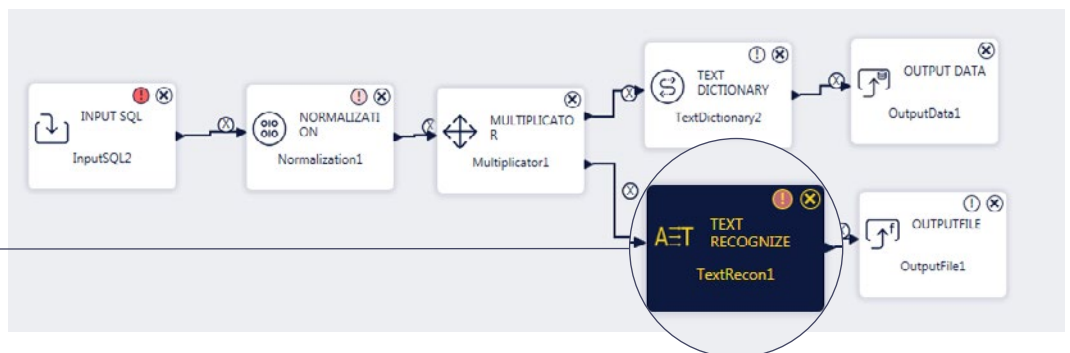 INPUT SQL
InputSQL2
NORMALIZATI
ON
Normalization1
MULTIPLICATO
R
Multiplicator1
TEXT
DICTIONARY
TextDictionary2
OUTPUT DATA
OutputData1
TEXT
RECOGNIZE
TextRecon1
OUTPUTFILE
OutputFile1